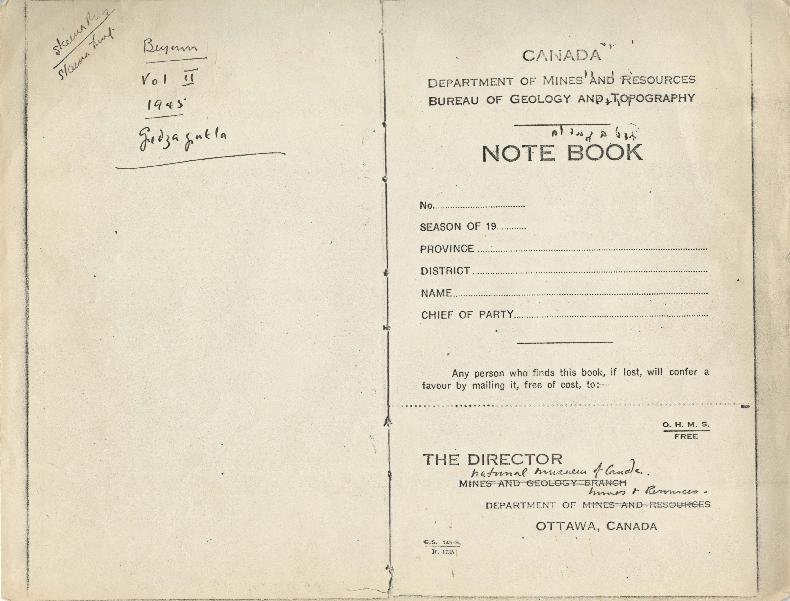 Beynon
Vol II
1945
Gidzagukla
CANADA
DEPARTMENT OF MINES AND RESOURCES
BUREAU OF GEOLOGY AND TOPOGRAPHY
NOTE BOOK
No.
SEASON OF 19
PROVINCE
DISTRICT
NAME
CHIEF OF PARTY
Any person who finds this book, if lost, will confer a
favour by mailing it, free of cost, to:—
O. H. M. S.
FREE
THE DIRECTOR
National Museum of Canada.
MINES AND GEOLOGY BRANCH
Mines & Resources.
DEPARTMENT OF MINES AND RESOURCES
OTTAWA, CANADA